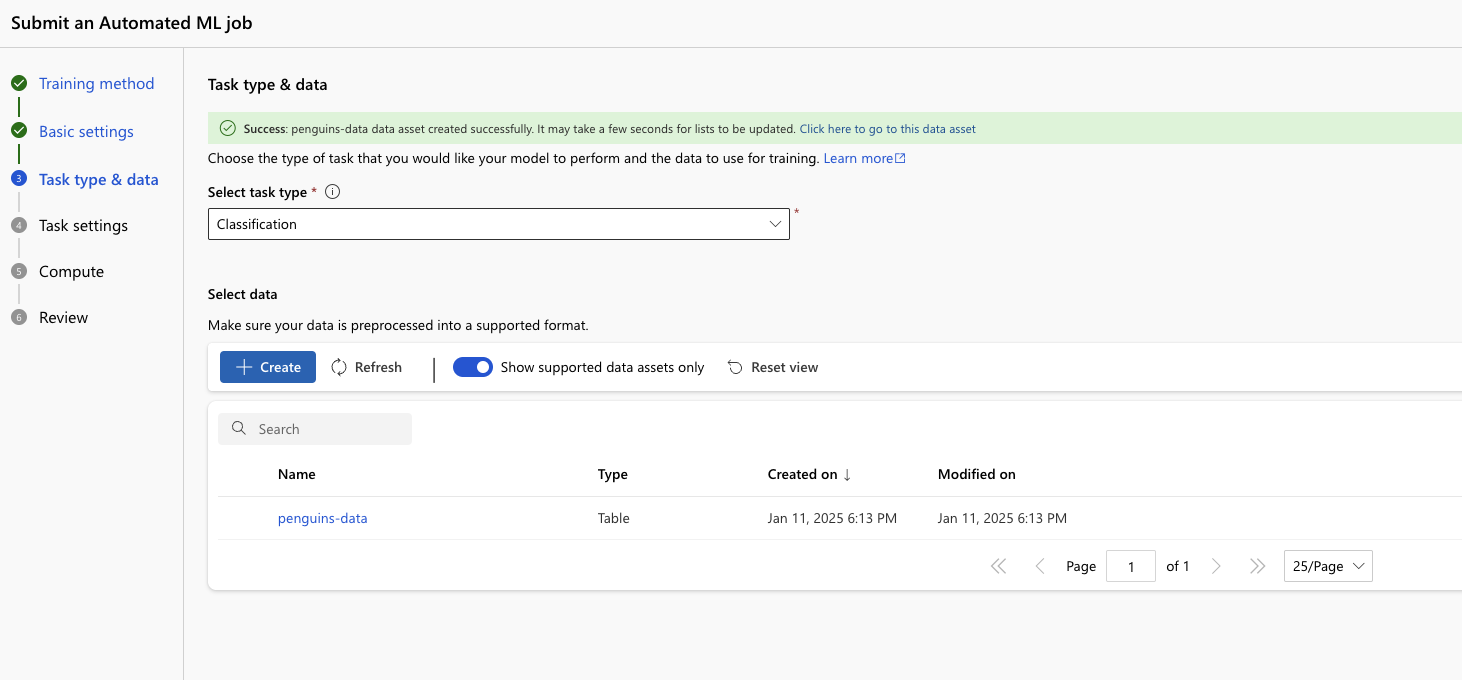 Submit an Automated ML job
Training method
Basic settings
3 Task type & data
4 Task settings
5 Compute
6 Review
Task type & data
Success: penguins-data data asset created successfully. It may take a few seconds for lists to be updated. Click here to go to this data asset
Choose the type of task that you would like your model to perform and the data to use for training. Learn more
Select task type *
Classification *
Select data
Make sure your data is preprocessed into a supported format.
Create Refresh Show supported data assets only Reset view
Search
Name Type Created on ↓ Modified on
penguins-data Table Jan 11, 2025 6:13 PM Jan 11, 2025 6:13 PM
Page 1 of 1 25/Page